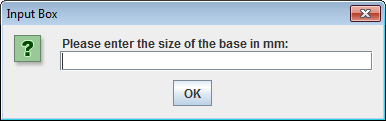 Input Box
?
Please enter the size of the base in mm:
OK